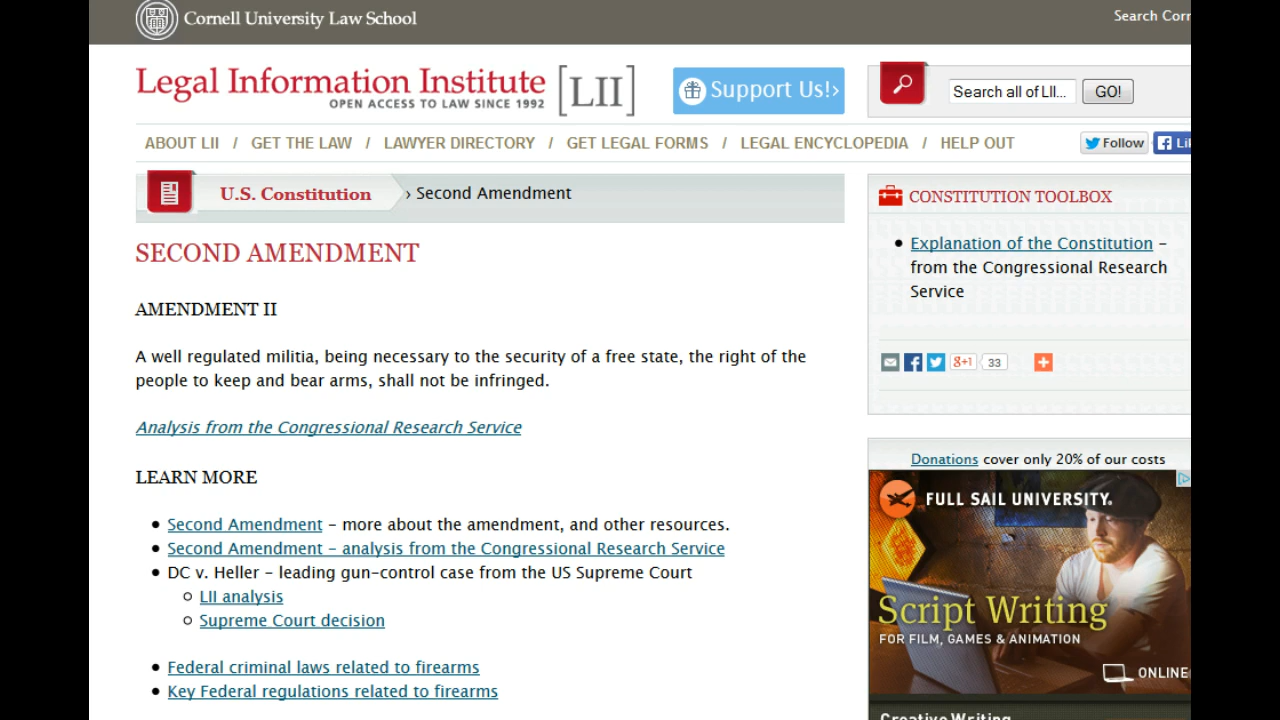 Cornell University Law School
Search Corr
Legal Information Institute [LII]
OPEN ACCESS TO LAW SINCE 1992
Support Us!›
Search all of LII...
GO!
ABOUT LII / GET THE LAW / LAWYER DIRECTORY / GET LEGAL FORMS / LEGAL ENCYCLOPEDIA / HELP OUT
Follow
Li
U.S. Constitution › Second Amendment
SECOND AMENDMENT
AMENDMENT II
A well regulated militia, being necessary to the security of a free state, the right of the
people to keep and bear arms, shall not be infringed.
Analysis from the Congressional Research Service
LEARN MORE
• Second Amendment – more about the amendment, and other resources.
• Second Amendment – analysis from the Congressional Research Service
• DC v. Heller – leading gun-control case from the US Supreme Court
o LII analysis
o Supreme Court decision
• Federal criminal laws related to firearms
• Key Federal regulations related to firearms
CONSTITUTION TOOLBOX
• Explanation of the Constitution –
from the Congressional Research
Service
g+1 33
Donations cover only 20% of our costs
FULL SAIL UNIVERSITY.
Script Writing
FOR FILM, GAMES & ANIMATION
ONLINE
Creative Writing